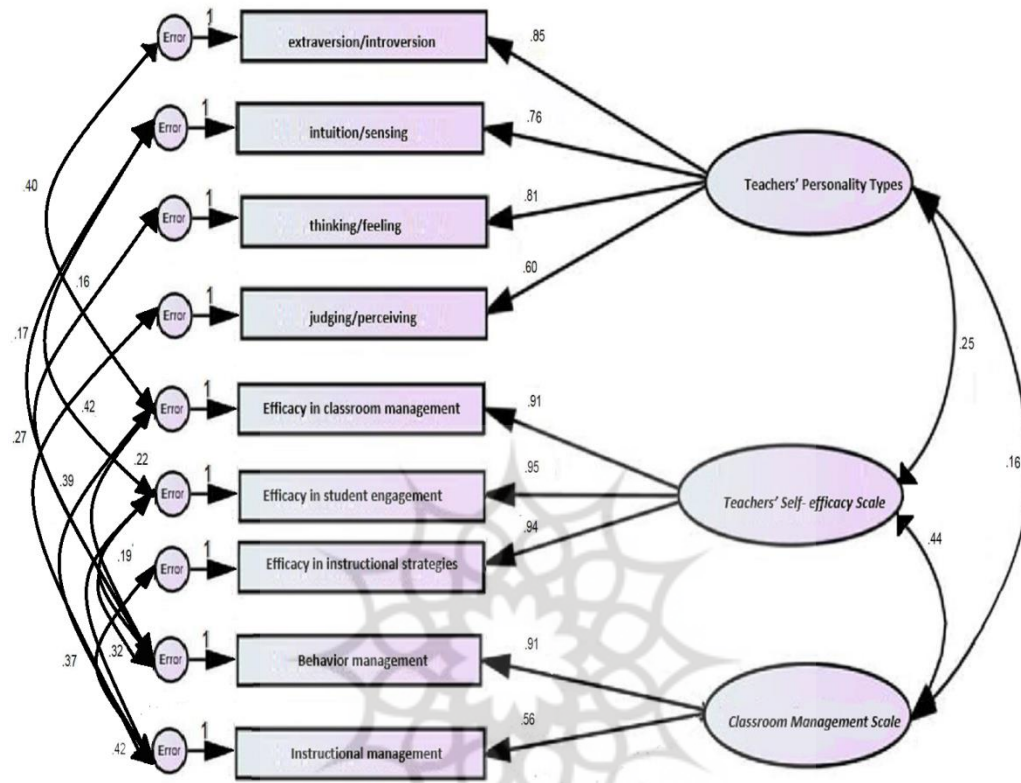 1
Error
extraversion/introversion
.85
1
Error
intuition/sensing
.76
Teachers' Personality Types
.40
1
Error
thinking/feeling
.81
.16
.60
1
Error
judging/perceiving
.17
.25
1
Error
Efficacy in classroom management
.91
.42
.27
.22
Error
1
Efficacy in student engagement
.95
Teachers' Self- efficacy Scale
.16
.39
.94
.44
.19
1
Error
Efficacy in instructional strategies
.37
.32
1
Error
Behavior management
.91
.56
Classroom Management Scale
.42
1
Error
Instructional management